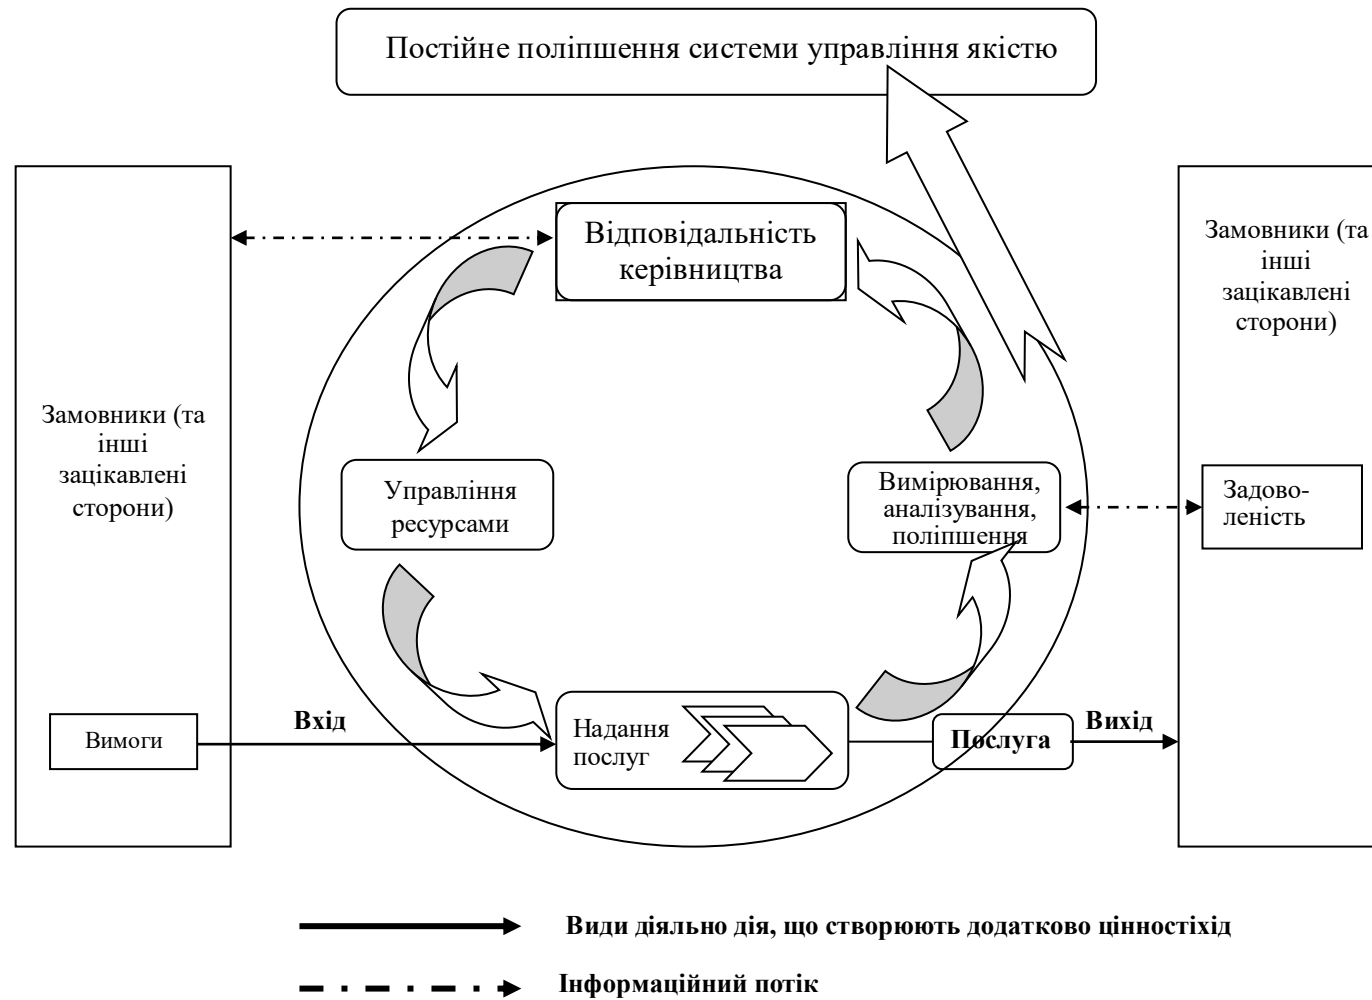 Постійне поліпшення системи управління якістю
Відповідальність
керівництва
Замовники (та
інші
зацікавлені
сторони)
Замовники (та
інші
зацікавлені
сторони)
Управління
ресурсами
Вимірювання,
аналізування,
поліпшення
Задово-
леність
Вимоги
Вхід
Надання
послуг
Послуга
Вихід
Види діяльно дія, що створюють додатково цінностіхід
Інформаційний потік